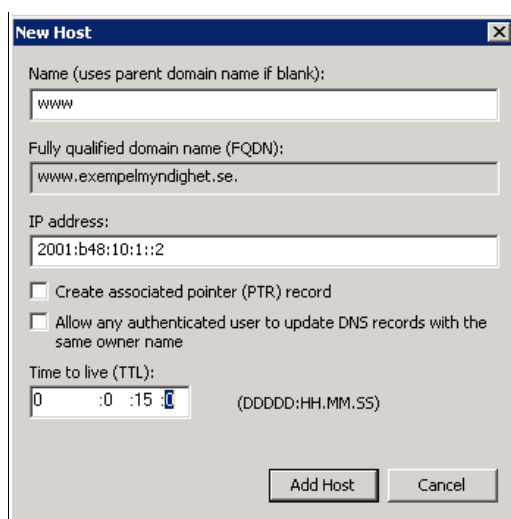 New Host
Name (uses parent domain name if blank):
www
Fully qualified domain name (FQDN):
www.exempelmyndighet.se.
IP address:
2001:b48:10:1::2
Create associated pointer (PTR) record
Allow any authenticated user to update DNS records with the
same owner name
Time to live (TTL):
0 :0 :15 :0 (DDDDD:HH.MM.SS)
Add Host Cancel